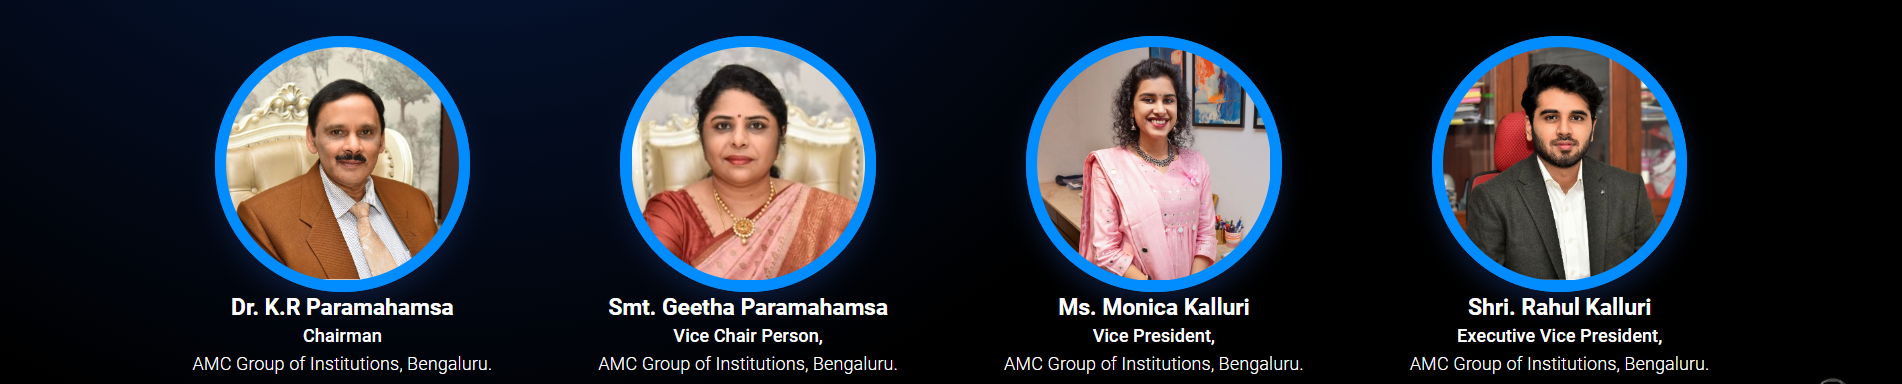 Dr. K.R Paramahamsa
Chairman
AMC Group of Institutions, Bengaluru.
Smt. Geetha Paramahamsa
Vice Chair Person,
AMC Group of Institutions, Bengaluru.
Ms. Monica Kalluri
Vice President,
AMC Group of Institutions, Bengaluru.
Shri. Rahul Kalluri
Executive Vice President,
AMC Group of Institutions, Bengaluru.